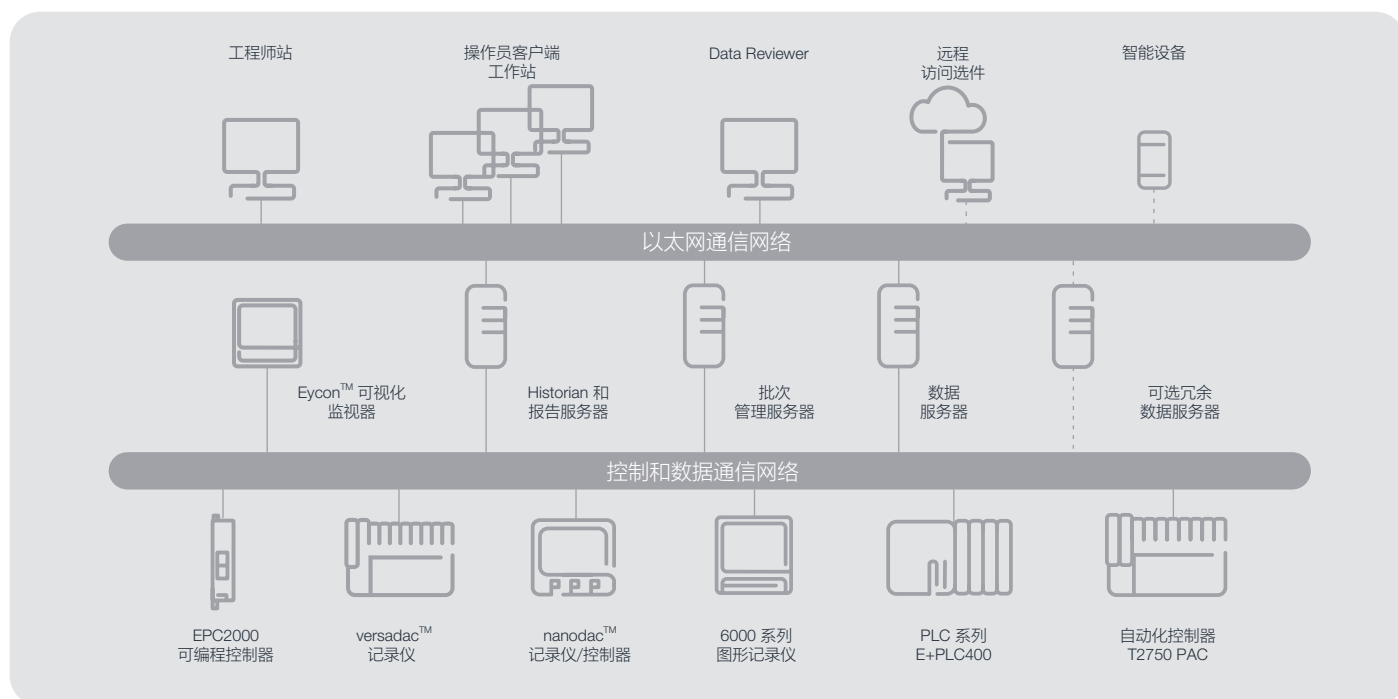 工程师站
操作员客户端
工作站
Data Reviewer
远程
访问选件
智能设备
以太网通信网络
Eycon™ 可视化
监视器
Historian 和
报告服务器
批次
管理服务器
数据
服务器
可选冗余
数据服务器
控制和数据通信网络
EPC2000
可编程控制器
versadac™
记录仪
nanodac™
记录仪/控制器
6000 系列
图形记录仪
PLC 系列
E+PLC400
自动化控制器
T2750 PAC